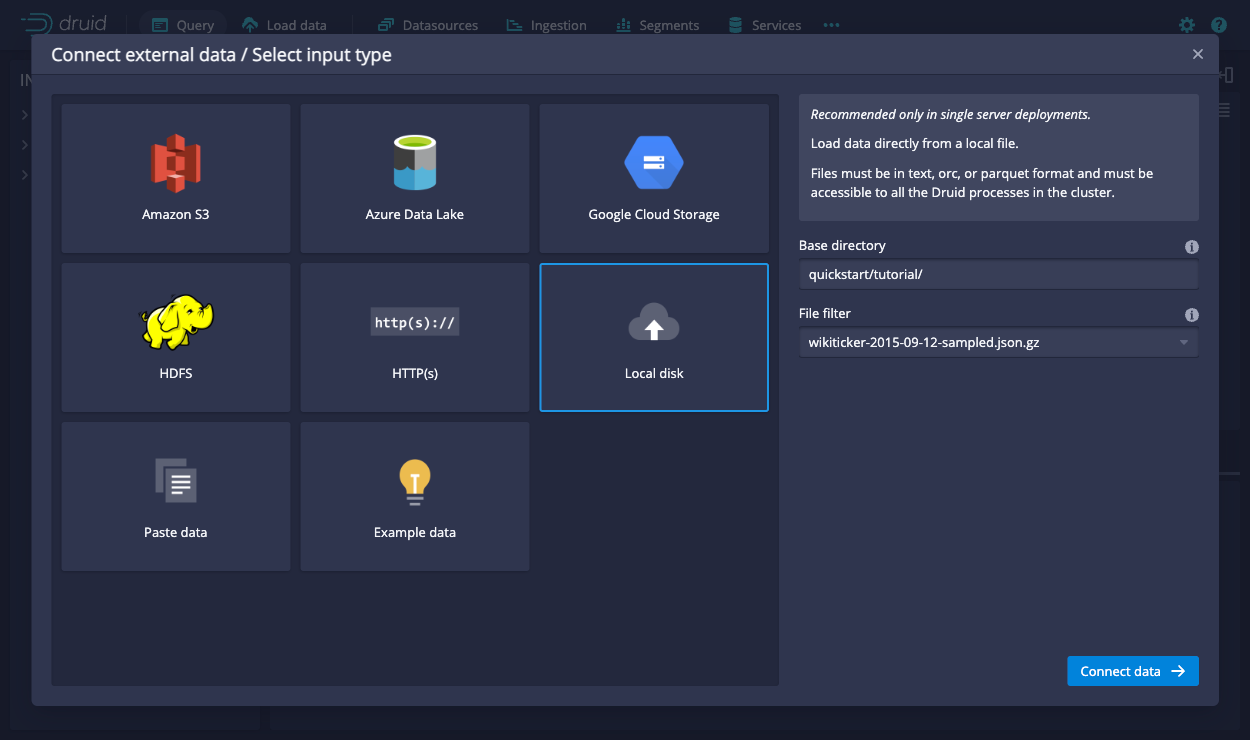 druid
Query
Load data
Datasources
Ingestion
Segments
Services
Connect external data / Select input type
Amazon S3
Azure Data Lake
Google Cloud Storage
HDFS
http(s)://
HTTP(s)
Local disk
Paste data
Example data
Recommended only in single server deployments.
Load data directly from a local file.
Files must be in text, orc, or parquet format and must be
accessible to all the Druid processes in the cluster.
Base directory
quickstart/tutorial/
File filter
wikiticker-2015-09-12-sampled.json.gz
Connect data